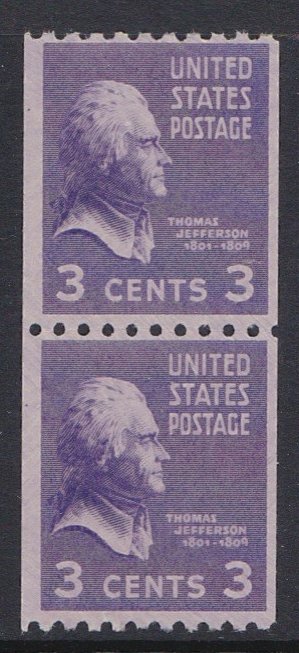 UNITED
STATES
POSTAGE
THOMAS
JEFFERSON
1801-1809
3 CENTS 3
UNITED
STATES
POSTAGE
THOMAS
JEFFERSON
1801-1809
3 CENTS 3